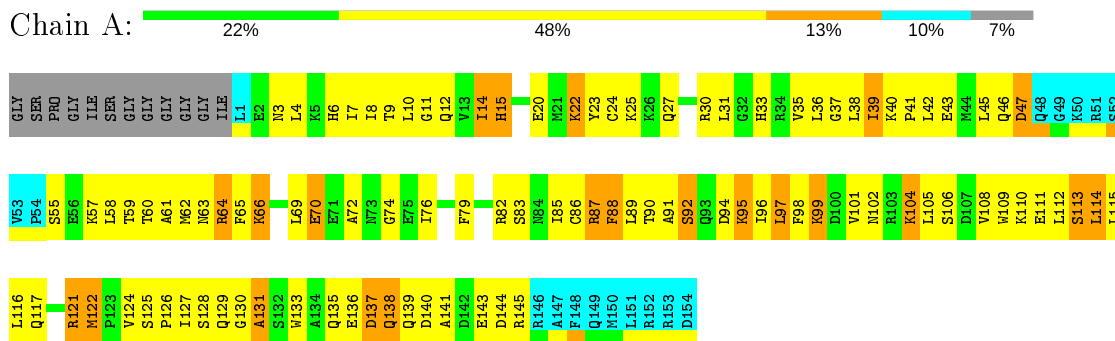 Chain A:
22% 48% 13% 10% 7%
GLY SER PRO GLY ILE SER GLY GLY GLY GLY GLY ILE L1 E2 N3 L4 K5 H6 I7 I8 T9 L10 G11 Q12 V13 I14 H15 E20 M21 K22 Y23 C24 K25 K26 Q27 R30 L31 G32 H33 R34 V35 L36 G37 L38 I39 K40 P41 L42 E43 M44 L45 Q46 D47 Q48 G49 K50 R51 S52
V53 P54 S55 E56 K57 L58 T59 T60 A61 M62 N63 R64 F65 K66 L69 E70 E71 A72 N73 G74 E75 I76 F79 R82 S83 N84 I85 C86 R87 F88 L89 T90 A91 S92 Q93 D94 K95 I96 L97 F98 K99 D100 V101 N102 R103 K104 L105 S106 D107 V108 W109 K110 E111 L112 S113 L114 L115
L116 Q117 R121 M122 P123 V124 S125 P126 I127 S128 Q129 G130 A131 S132 W133 A134 Q135 E136 D137 Q138 Q139 D140 A141 D142 E143 D144 R145 R146 A147 F148 Q149 M150 L151 R152 R153 D154